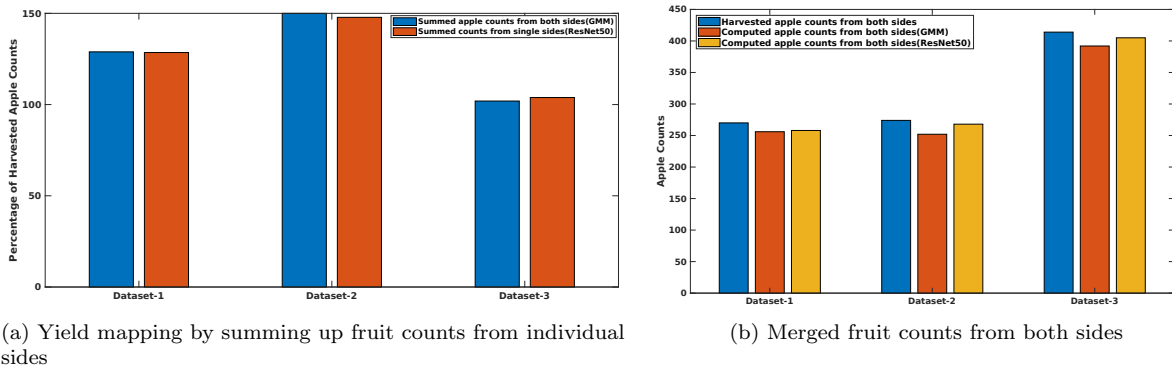 150
100
50
0
Percentage of Harvested Apple Counts
Summed apple counts from both sides(GMM)
Summed counts from single sides(ResNet50)
Dataset-1
Dataset-2
Dataset-3
(a) Yield mapping by summing up fruit counts from individual
sides
450
400
350
300
250
200
150
100
50
0
Apple Counts
Harvested apple counts from both sides
Computed apple counts from both sides(GMM)
Computed apple counts from both sides(ResNet50)
Dataset-1
Dataset-2
Dataset-3
(b) Merged fruit counts from both sides